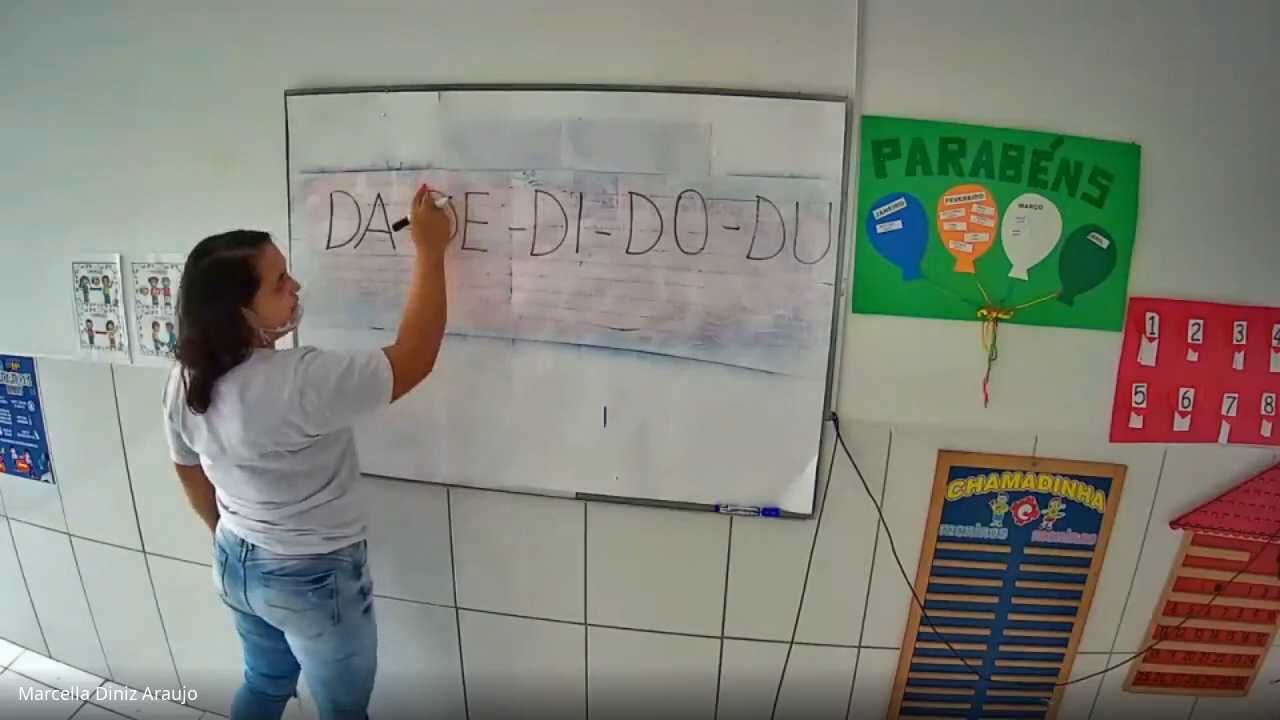 DA-DE-DI-DO-DU
PARABÉNS
JANEIRO
FEVEREIRO
MARÇO
ABRIL
1 2 3 4
5 6 7 8
CHAMADINHA
meninos meninas
Marcella Diniz Araujo